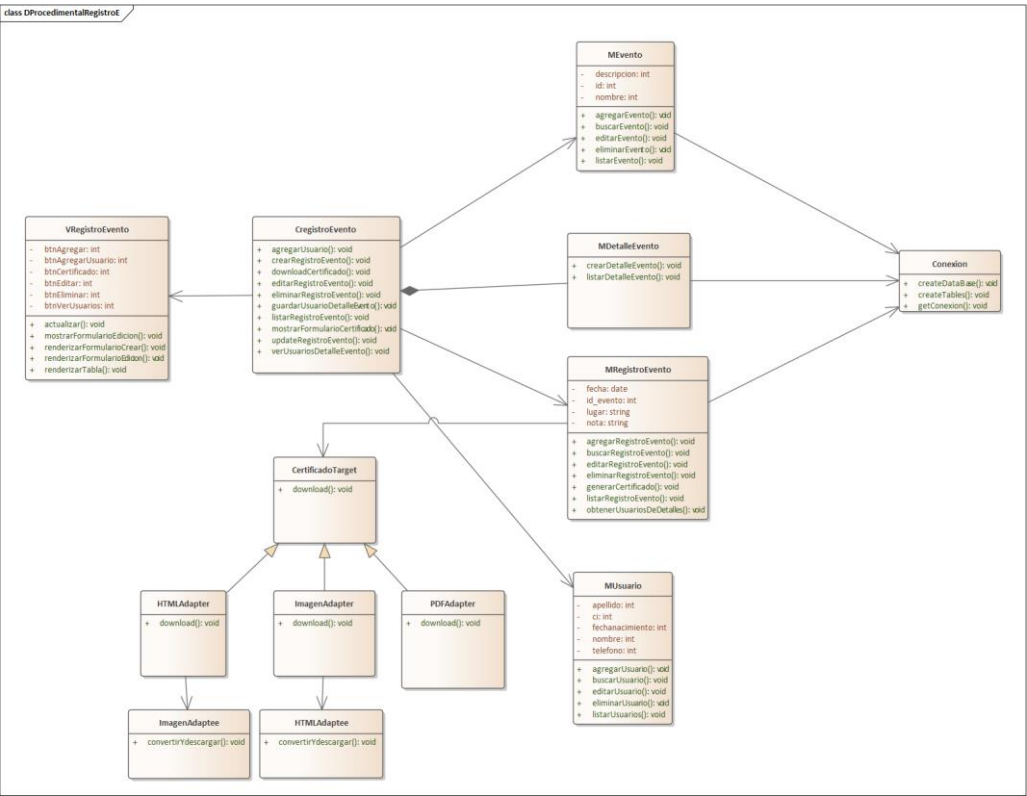 class DProcedimentalRegistroE
MEvento
- descripcion: int
- id: int
- nombre: int
+ agregarEvento(): void
+ buscarEvento(): void
+ editarEvento(): void
+ eliminarEvento(): void
+ listarEvento(): void
VRegistroEvento
- btnAgregar: int
- btnAgregarUsuario: int
- btnCertificado: int
- btnEditar: int
- btnEliminar: int
- btnVerUsuarios: int
+ actualizar(): void
+ mostrarFormularioEdicion(): void
+ renderizarFormularioCrear(): void
+ renderizarFormularioEdidon(): void
+ renderizarTabla(): void
CregistroEvento
+ agregarUsuario(): void
+ crearRegistroEvento(): void
+ downloadCertificado(): void
+ editarRegistroEvento(): void
+ eliminarRegistroEvento(): void
+ guardarUsuarioDetalleEvento(): void
+ listarRegistroEvento(): void
+ mostrarFormularioCertificado(): void
+ updateRegistroEvento(): void
+ verUsuariosDetalleEvento(): void
MDetalleEvento
+ crearDetalleEvento(): void
+ listarDetalleEvento(): void
Conexion
+ createDataBase(): void
+ createTables(): void
+ getConexion(): void
MRegistroEvento
- fecha: date
- id_evento: int
- lugar: string
- nota: string
+ agregarRegistroEvento(): void
+ buscarRegistroEvento(): void
+ editarRegistroEvento(): void
+ eliminarRegistroEvento(): void
+ generarCertificado(): void
+ listarRegistroEvento(): void
+ obtenerUsuariosDeDetalles(): void
CertificadoTarget
+ download(): void
HTMLAdapter
+ download(): void
ImagenAdapter
+ download(): void
PDFAdapter
+ download(): void
MUsuario
- apellido: int
- ci: int
- fechanacimiento: int
- nombre: int
- telefono: int
+ agregarUsuario(): void
+ buscarUsuario(): void
+ editarUsuario(): void
+ eliminarUsuario(): void
+ listarUsuarios(): void
ImagenAdaptee
+ convertirYdescargar(): void
HTMLAdaptee
+ convertirYdescargar(): void